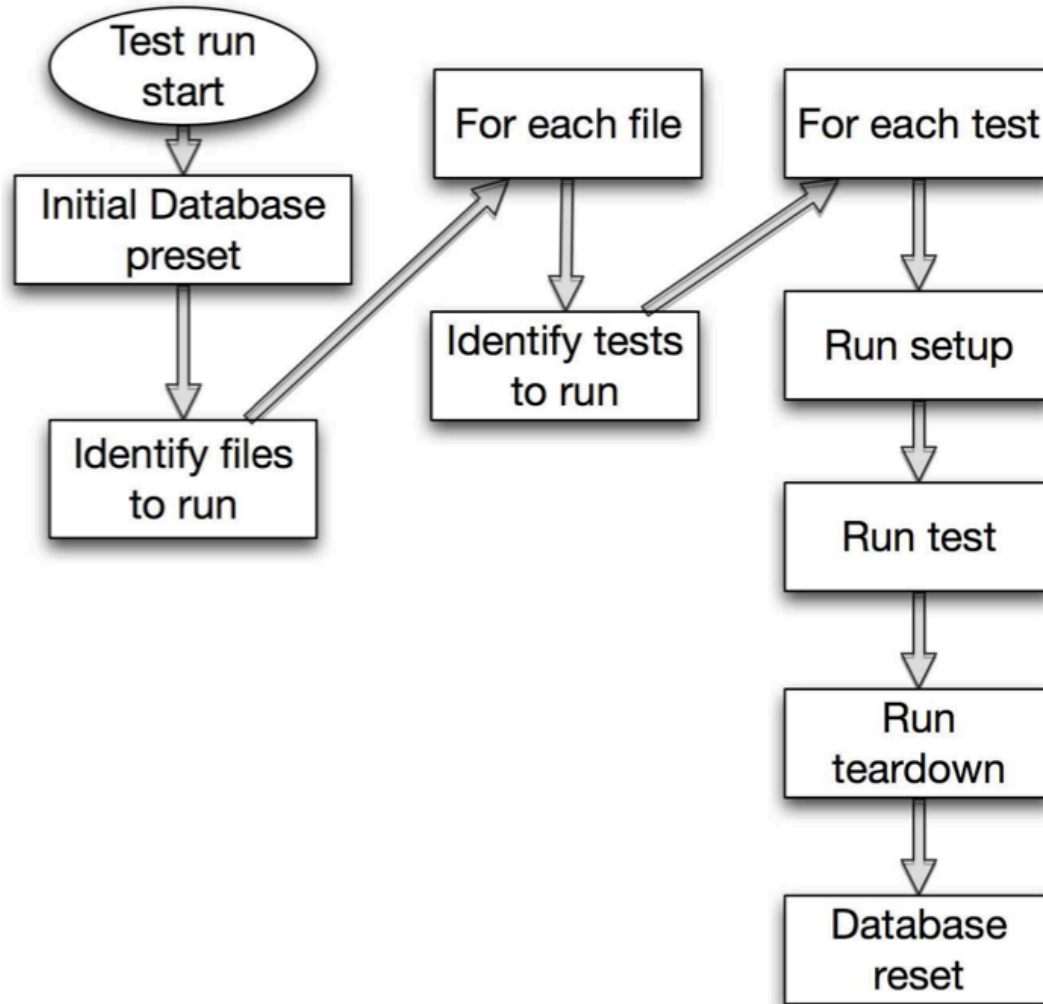 Test run
start
Initial Database
preset
Identify files
to run
For each file
Identify tests
to run
For each test
Run setup
Run test
Run
teardown
Database
reset